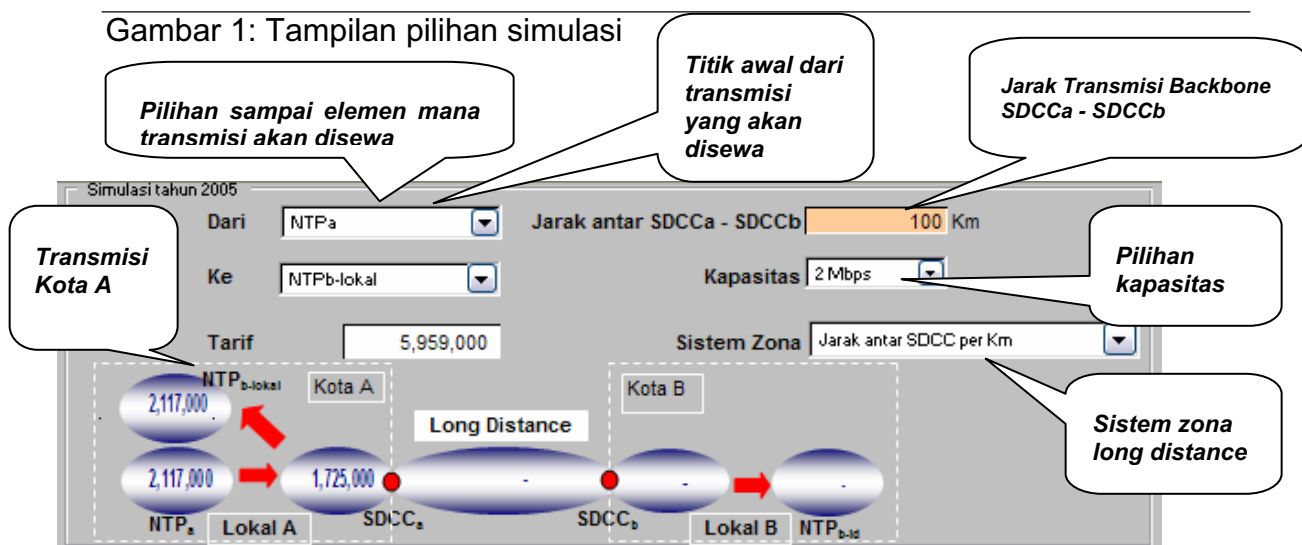 Gambar 1: Tampilan pilihan simulasi
Pilihan sampai elemen mana
transmisi akan disewa
Titik awal dari
transmisi
yang akan
disewa
Jarak Transmisi Backbone
SDCCa - SDCCb
Simulasi tahun 2005
Dari NTPa Jarak antar SDCCa - SDCCb 100 Km
Transmisi
Kota A
Ke NTPb-lokal Kapasitas 2 Mbps
Pilihan
kapasitas
Tarif 5,959,000 Sistem Zona Jarak antar SDCC per Km
Sistem zona
long distance
NTPb-lokal Kota A Kota B
2,117,000
Long Distance
2,117,000 1,725,000 - - -
NTPa Lokal A SDCCa SDCCb Lokal B NTPb-ld